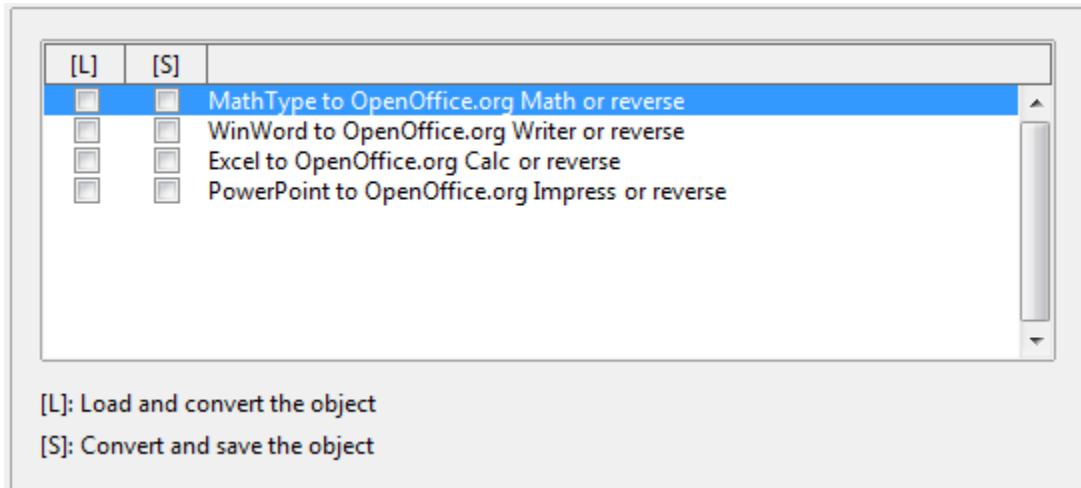 [L] [S]
MathType to OpenOffice.org Math or reverse
WinWord to OpenOffice.org Writer or reverse
Excel to OpenOffice.org Calc or reverse
PowerPoint to OpenOffice.org Impress or reverse
[L]: Load and convert the object
[S]: Convert and save the object